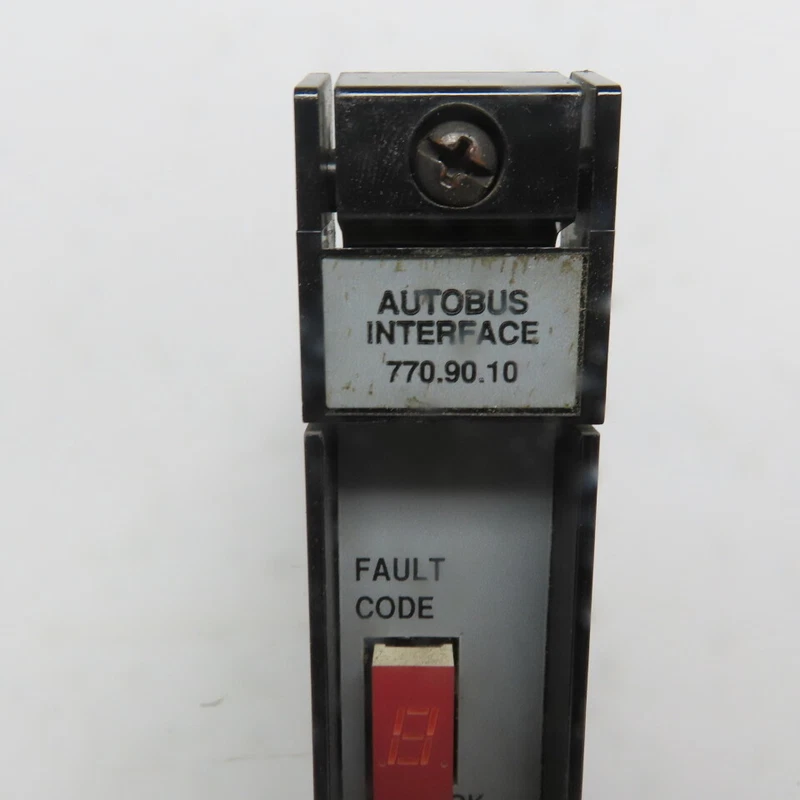 AUTOBUS
INTERFACE
770.90.10
FAULT
CODE